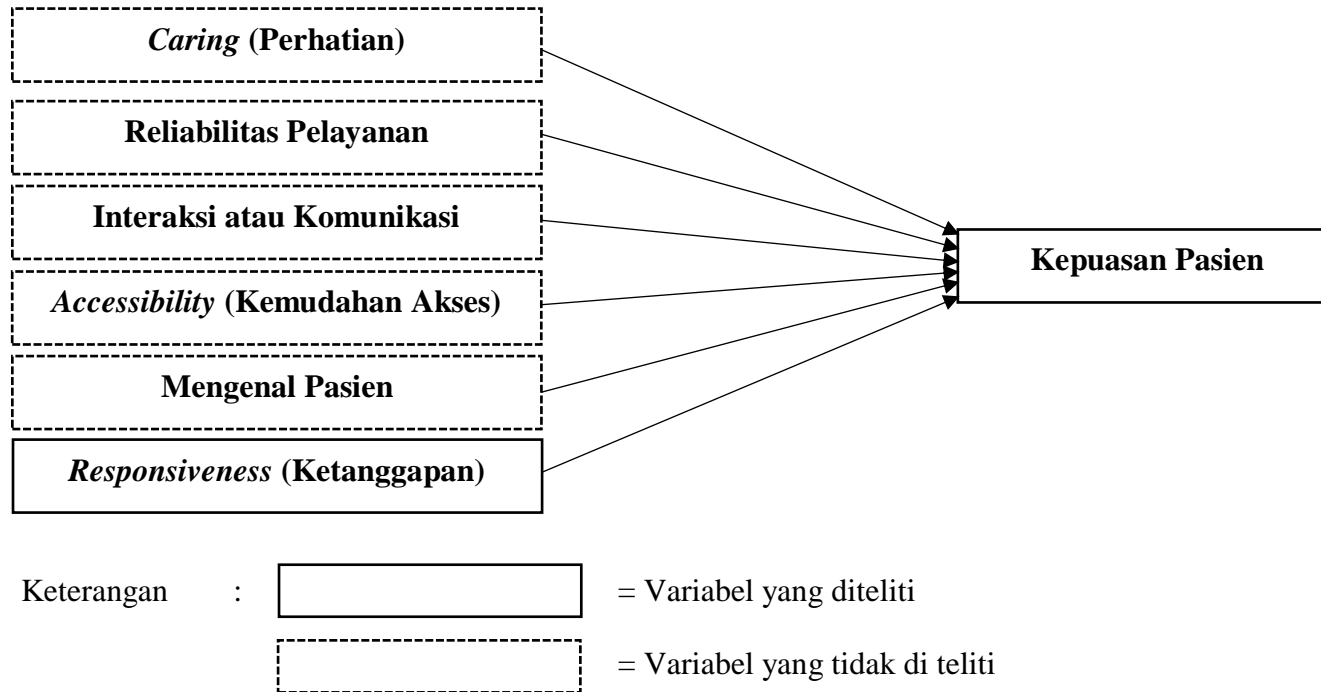 Caring (Perhatian)
Reliabilitas Pelayanan
Interaksi atau Komunikasi
Accessibility (Kemudahan Akses)
Mengenal Pasien
Responsiveness (Ketanggapan)
Kepuasan Pasien
Keterangan : = Variabel yang diteliti
= Variabel yang tidak di teliti